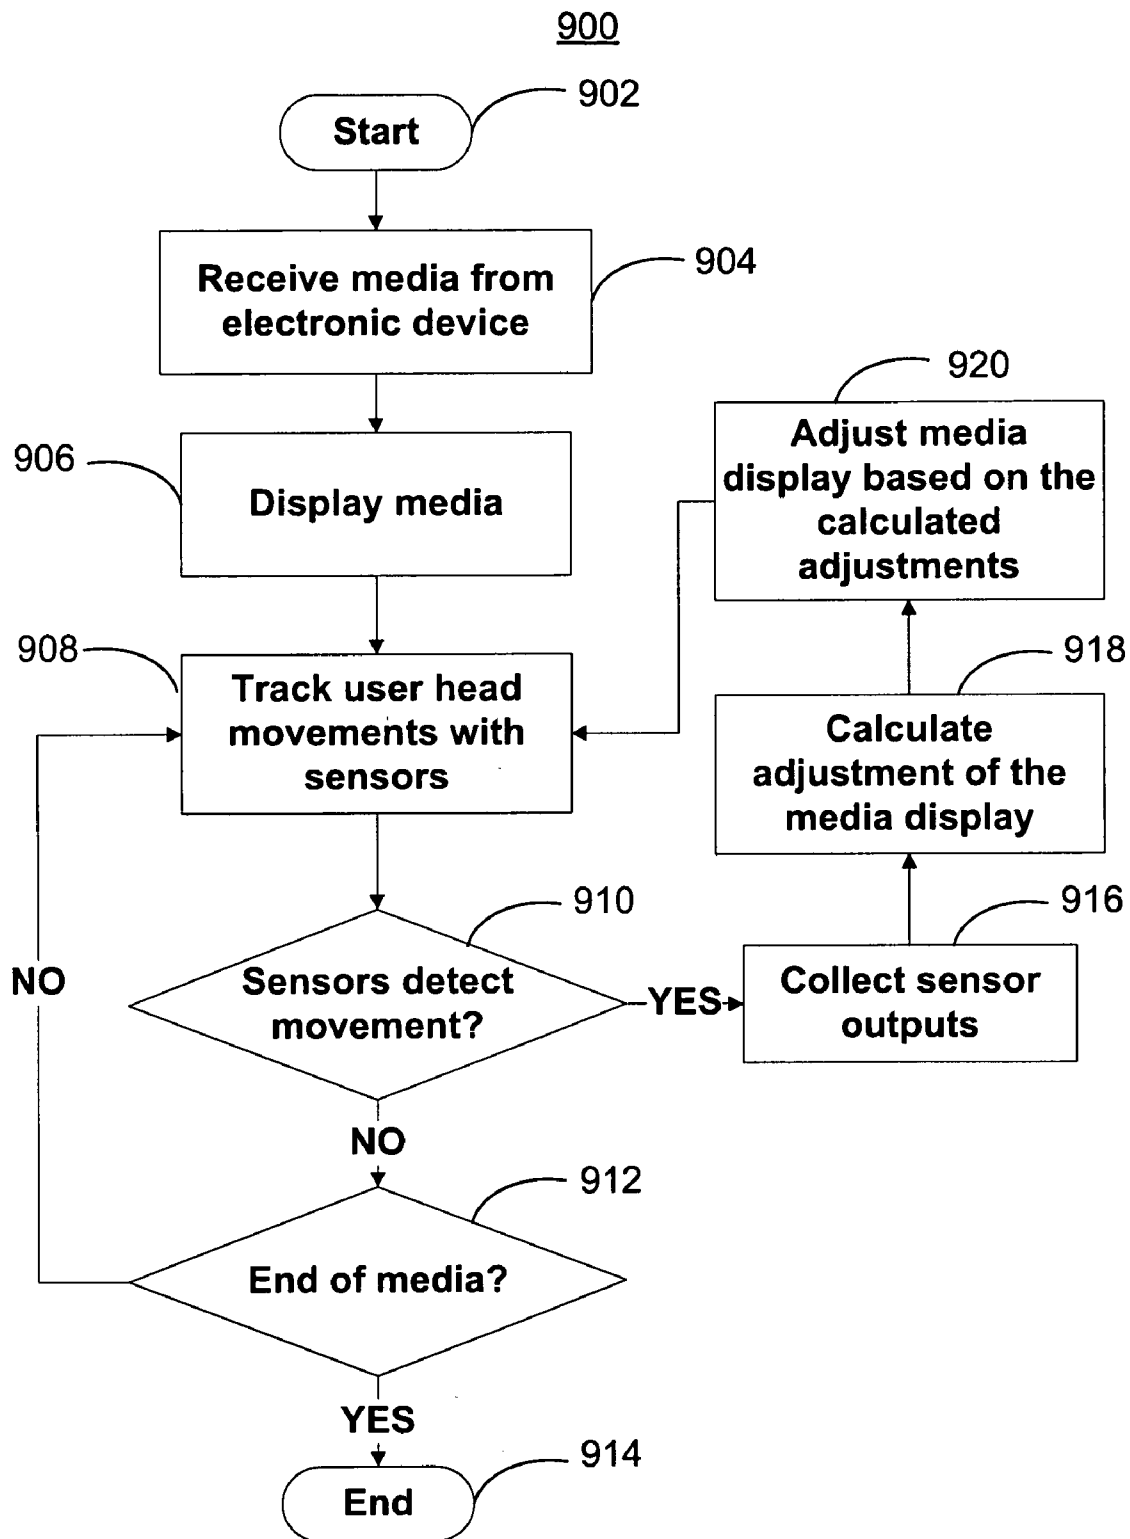 900
Start
902
Receive media from
electronic device
904
906
Display media
908
Track user head
movements with
sensors
910
Sensors detect
movement?
YES
NO
912
End of media?
NO
YES
End
914
916
Collect sensor
outputs
918
Calculate
adjustment of the
media display
920
Adjust media
display based on the
calculated
adjustments